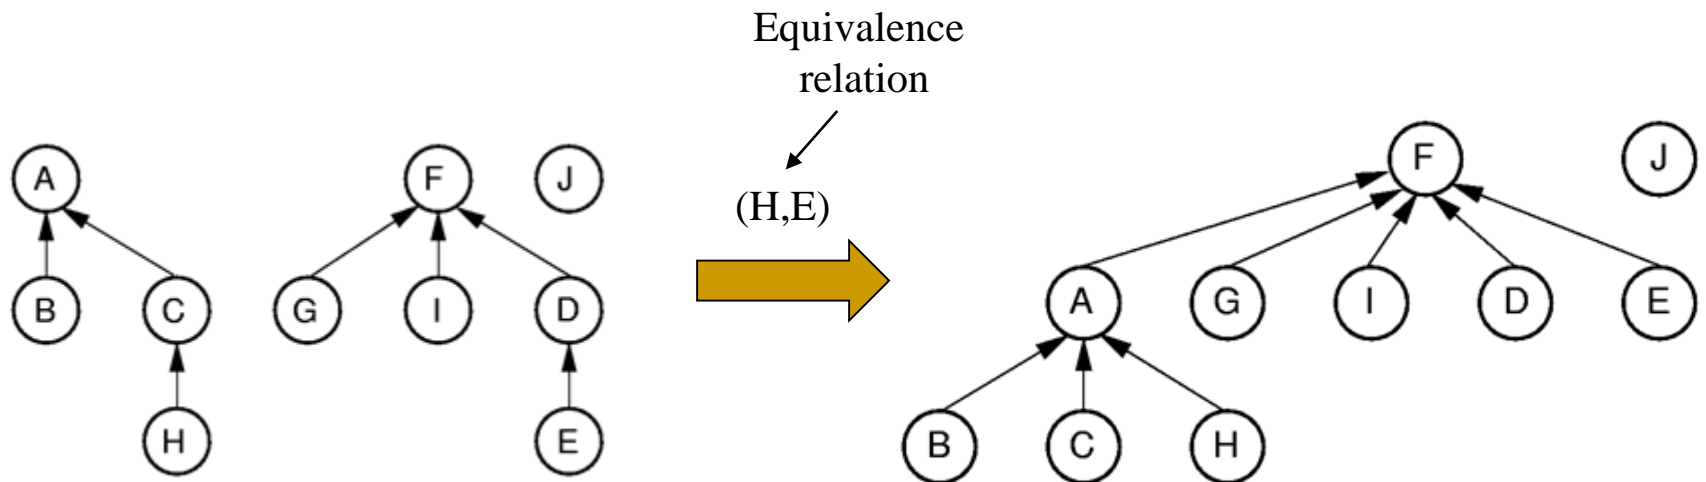 Equivalence
relation
(H,E)
A F J
B C G I D
H E
F J
A G I D E
B C H